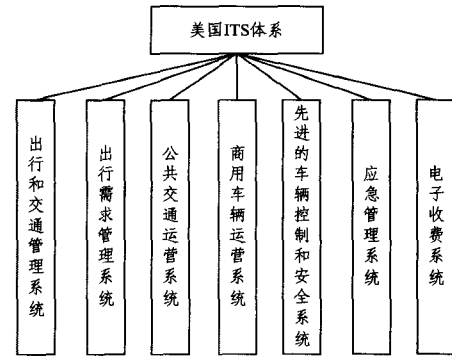 美国ITS体系
出行和交通管理系统
出行需求管理系统
公共交通运营系统
商用车辆运营系统
先进的车辆控制和安全系统
应急管理系统
电子收费系统